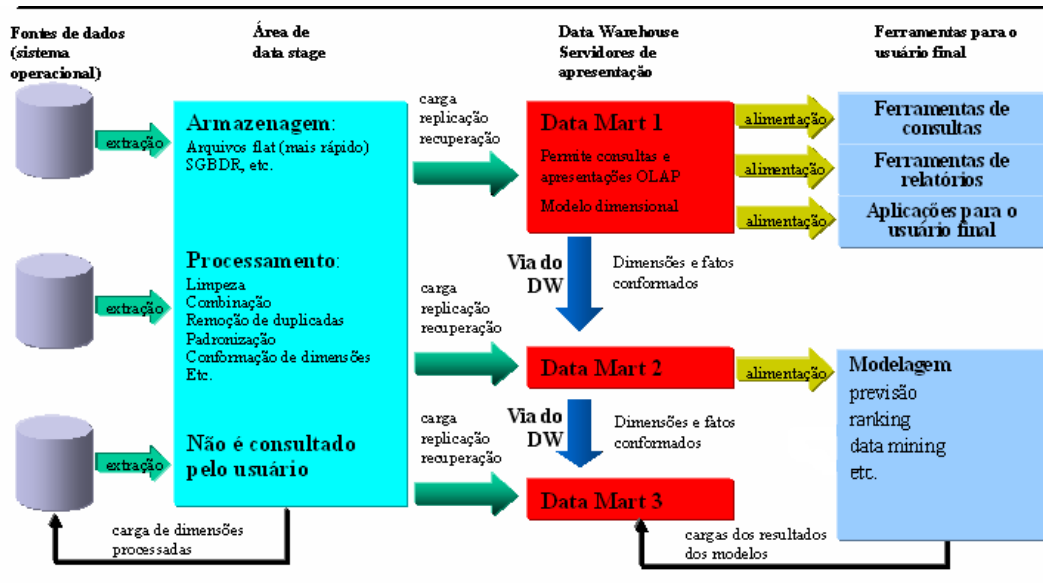 Fontes de dados
(sistema
operacional)
Área de
data stage
Data Warehouse
Servidores de
apresentação
Ferramentas para o
usuário final
extração
Armazenagem:
Arquivos flat (mais rápido)
SGBDR, etc.
carga
replicação
recuperação
Data Mart 1
Permite consultas e
apresentações OLAP
Modelo dimensional
alimentação
Ferramentas de
consultas
alimentação
Ferramentas de
relatórios
alimentação
Aplicações para o
usuário final
extração
Processamento:
Limpeza
Combinação
Remoção de duplicadas
Padronização
Conformação de dimensões
Etc.
carga
replicação
recuperação
Via do
DW
Dimensões e fatos
conformados
Data Mart 2
alimentação
Modelagem
previsão
ranking
data mining
etc.
extração
Não é consultado
pelo usuário
carga
replicação
recuperação
Via do
DW
Dimensões e fatos
conformados
Data Mart 3
carga de dimensões
processadas
cargas dos resultados
dos modelos